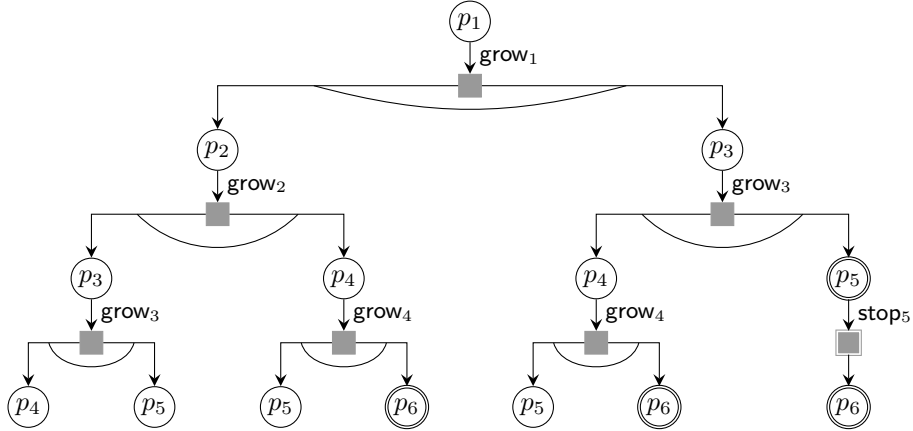 p₁
grow₁
p₂ p₃
grow₂ grow₃
p₃ p₄ p₄ p₅
grow₃ grow₄ grow₄ stop₅
p₄ p₅ p₅ p₆ p₅ p₆ p₆